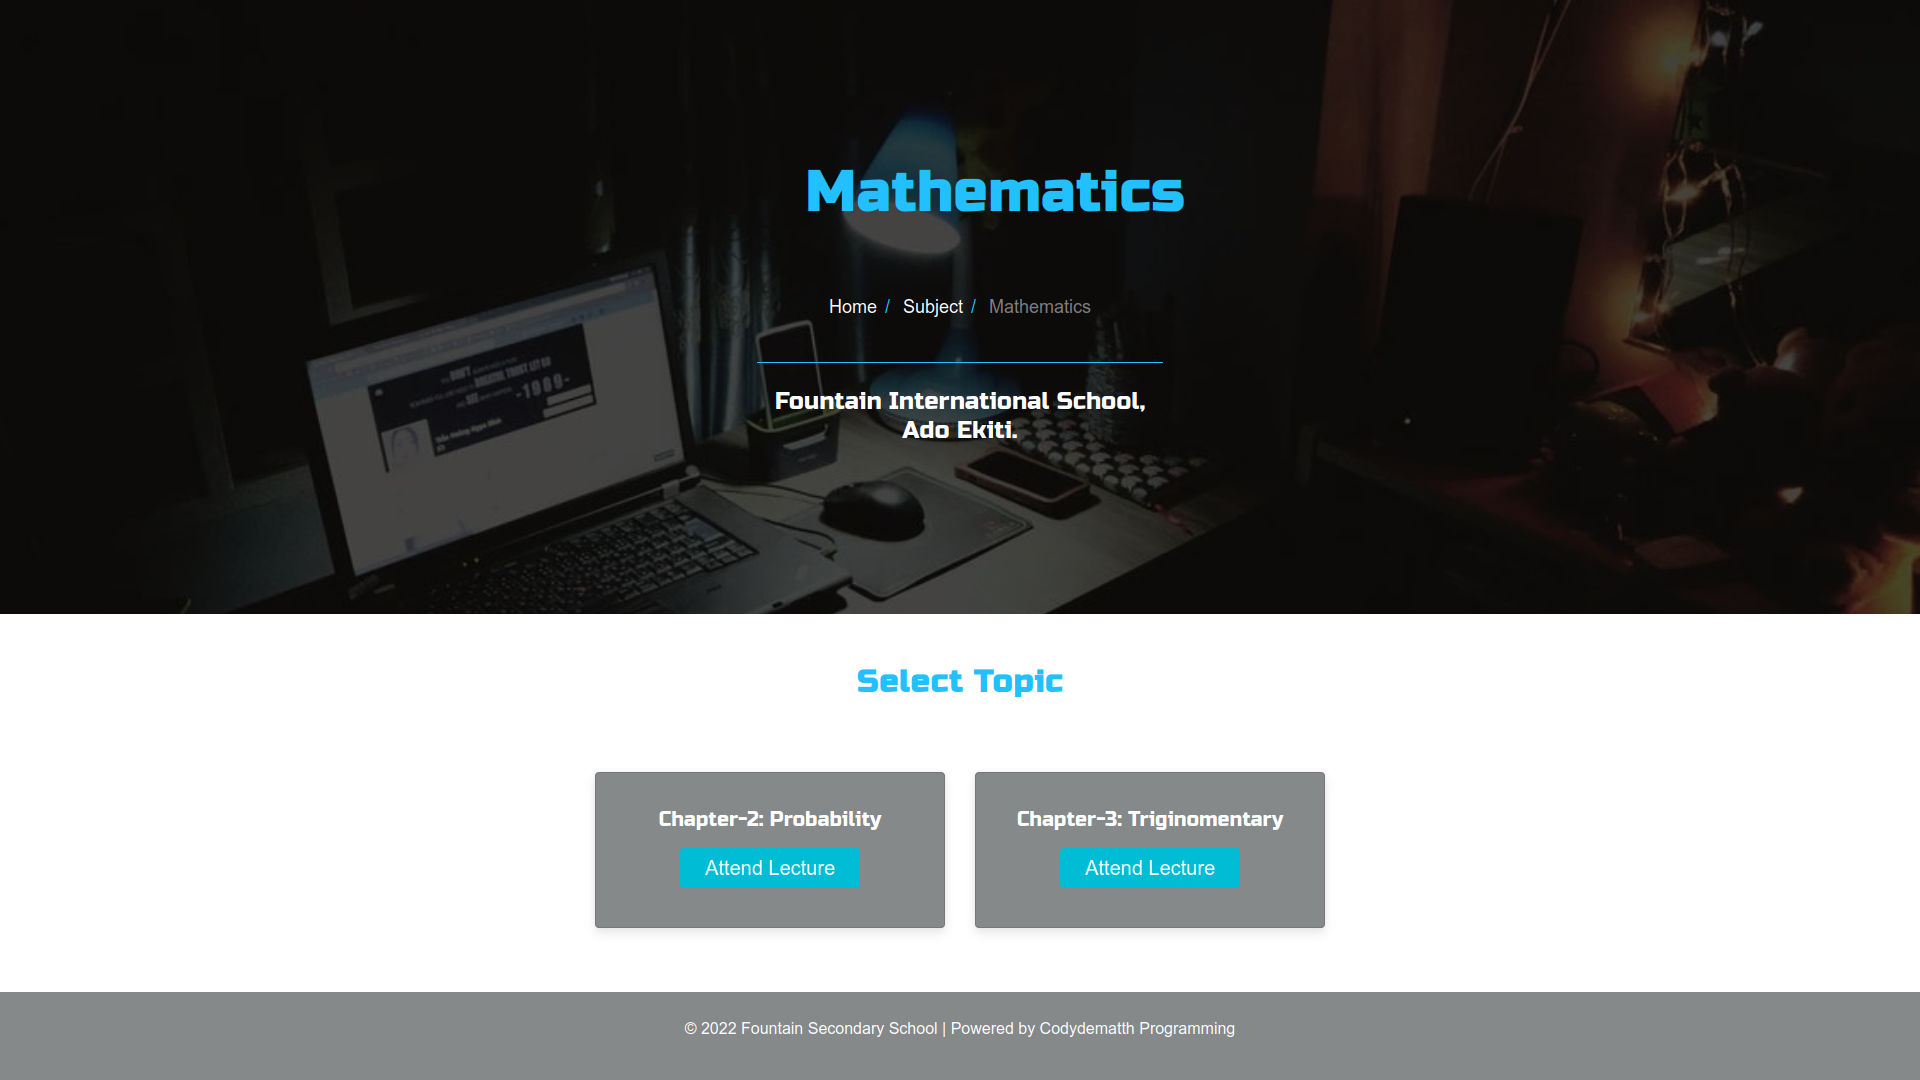 Mathematics
Home / Subject / Mathematics
Fountain International School,
Ado Ekiti.
Select Topic
Chapter-2: Probability
Attend Lecture
Chapter-3: Triginomentary
Attend Lecture
© 2022 Fountain Secondary School | Powered by Codydematth Programming